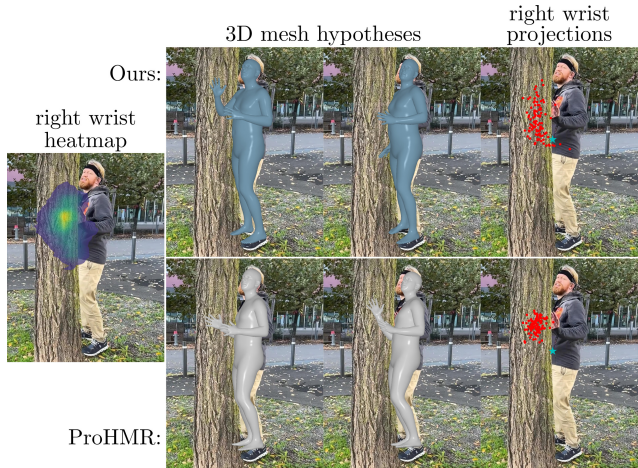 3D mesh hypotheses
right wrist
projections
Ours:
right wrist
heatmap
ProHMR: